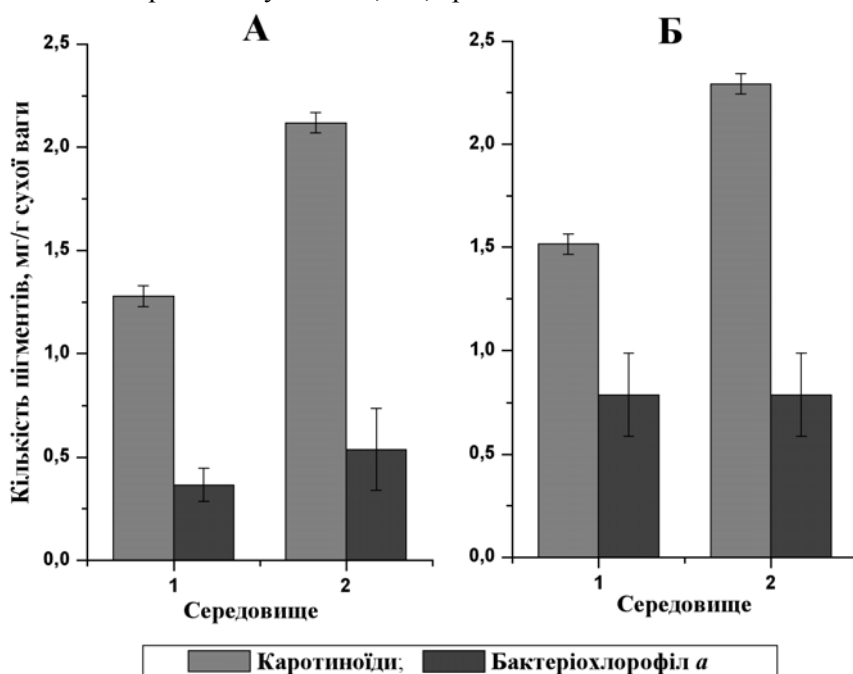 А
Б
Кількість пігментів, мг/г сухої ваги
2,5
2,0
1,5
1,0
0,5
0,0
1
2
Середовище
2,5
2,0
1,5
1,0
0,5
0,0
1
2
Середовище
Каротиноїди; Бактеріохлорофіл a